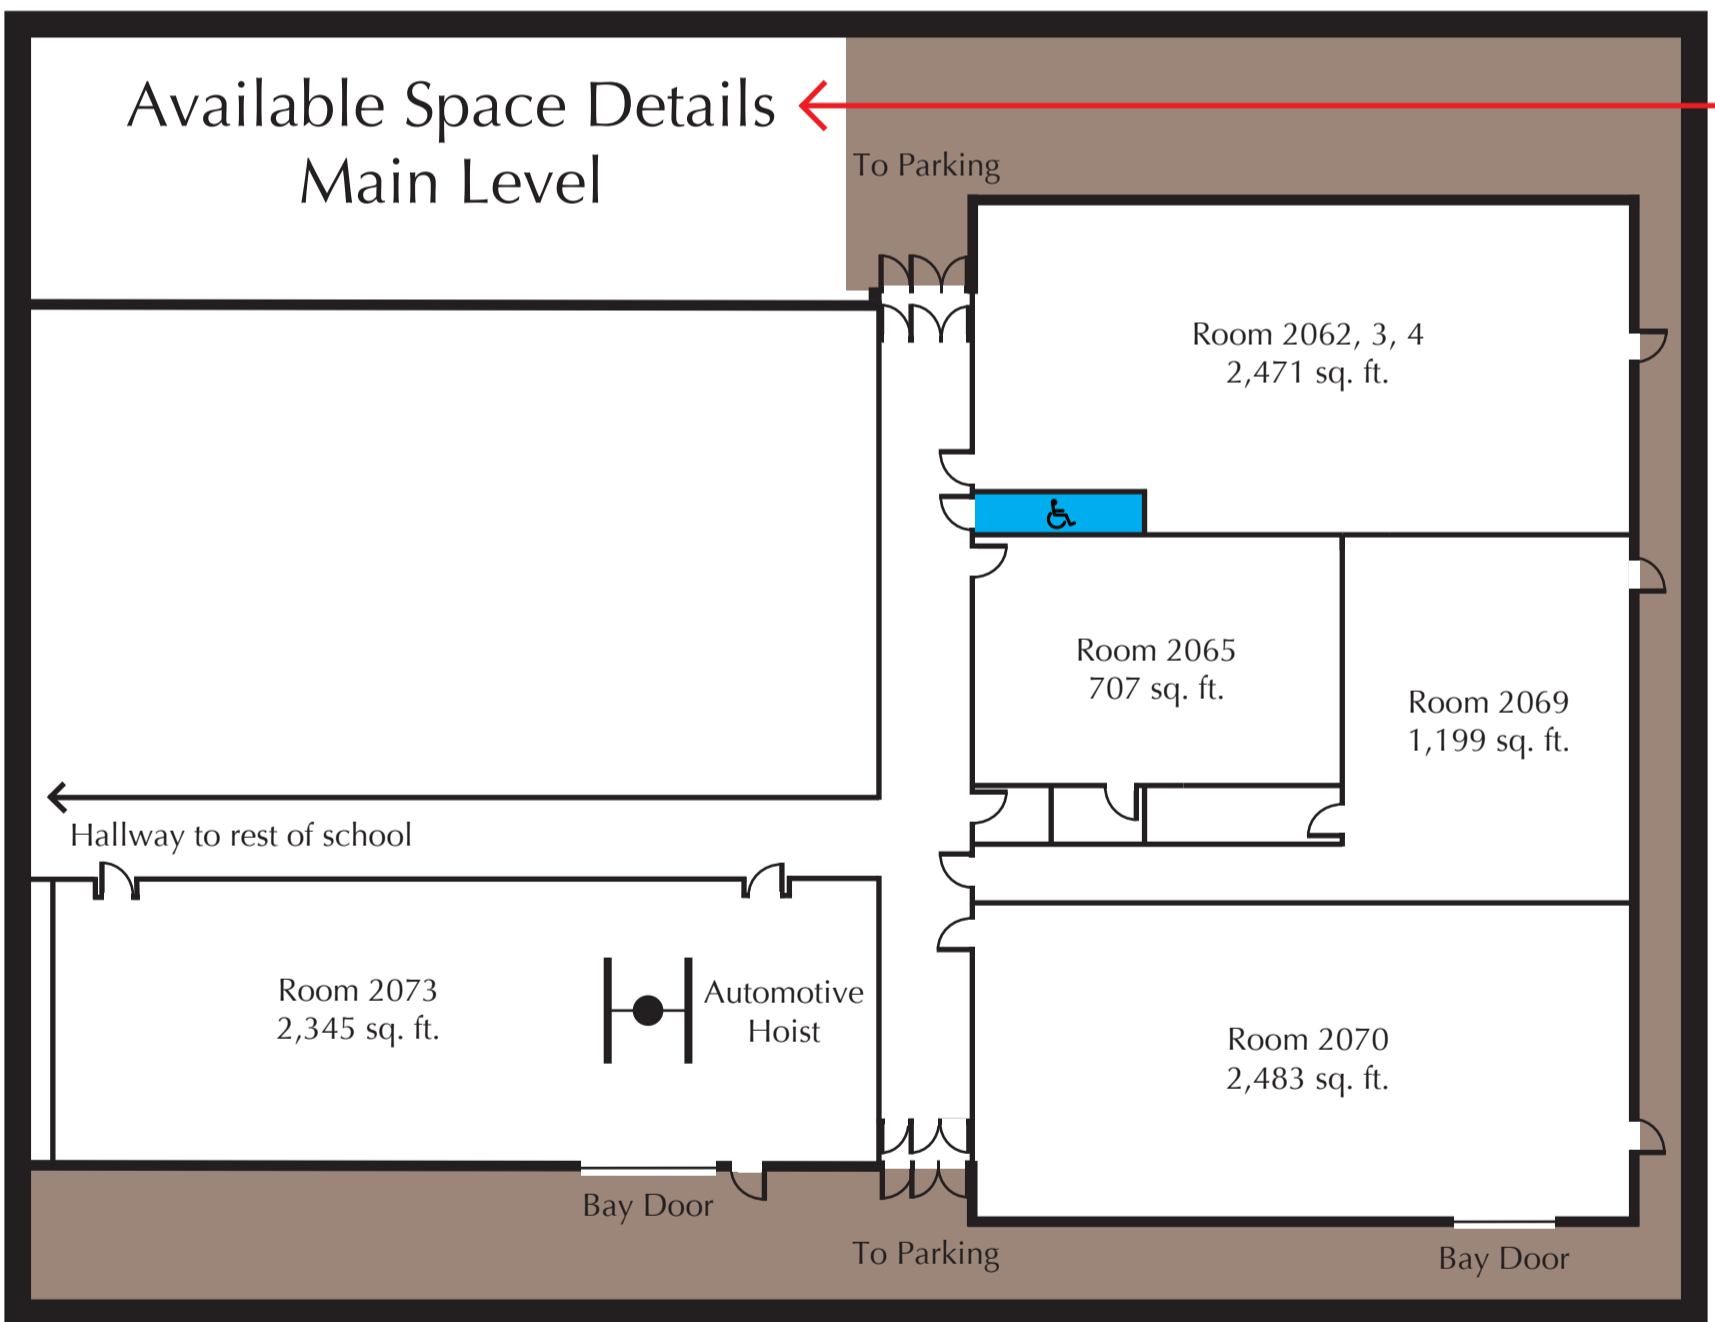 Available Space Details
Main Level
To Parking
Room 2062, 3, 4
2,471 sq. ft.
Room 2065
707 sq. ft.
Room 2069
1,199 sq. ft.
Hallway to rest of school
Room 2073
2,345 sq. ft.
Automotive
Hoist
Room 2070
2,483 sq. ft.
Bay Door
To Parking
Bay Door